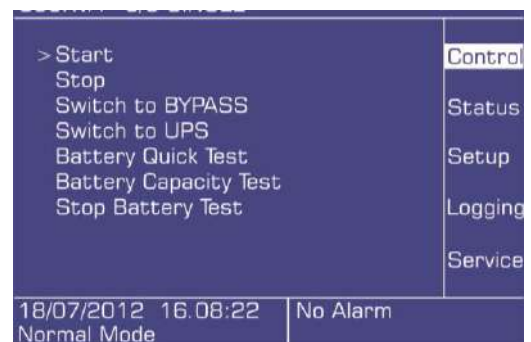 > Start
Stop
Switch to BYPASS
Switch to UPS
Battery Quick Test
Battery Capacity Test
Stop Battery Test
Control
Status
Setup
Logging
Service
18/07/2012 16.08:22
Normal Mode
No Alarm